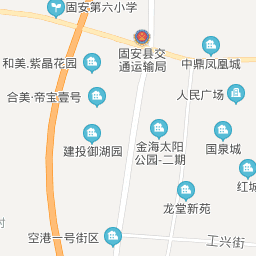 固安第六小学
固安县交
通运输局
和美.紫晶花园
中鼎凤凰城
合美·帝宝壹号
人民广场
建投御湖园
金海太阳
公园-二期
国泉城
红城
龙堂新苑
空港一号街区
工兴街
村